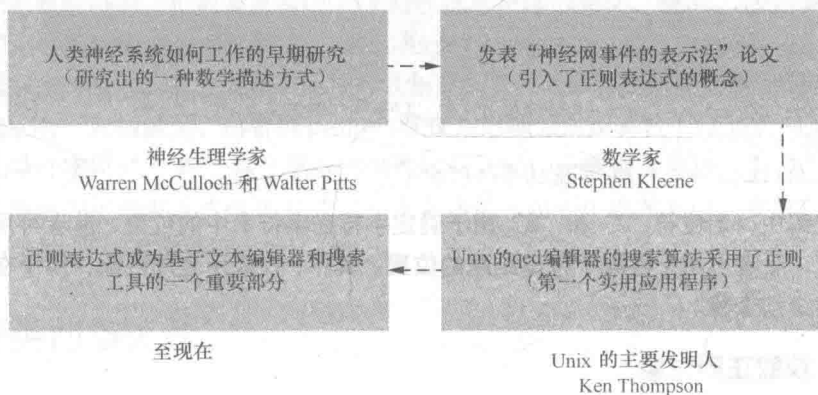 人类神经系统如何工作的早期研究
（研究出的一种数学描述方式）
神经生理学家
Warren McCulloch 和 Walter Pitts
发表“神经网事件的表示法”论文
（引入了正则表达式的概念）
数学家
Stephen Kleene
Unix的qed编辑器的搜索算法采用了正则
（第一个实用应用程序）
Unix 的主要发明人
Ken Thompson
正则表达式成为基于文本编辑器和搜索
工具的一个重要部分
至现在